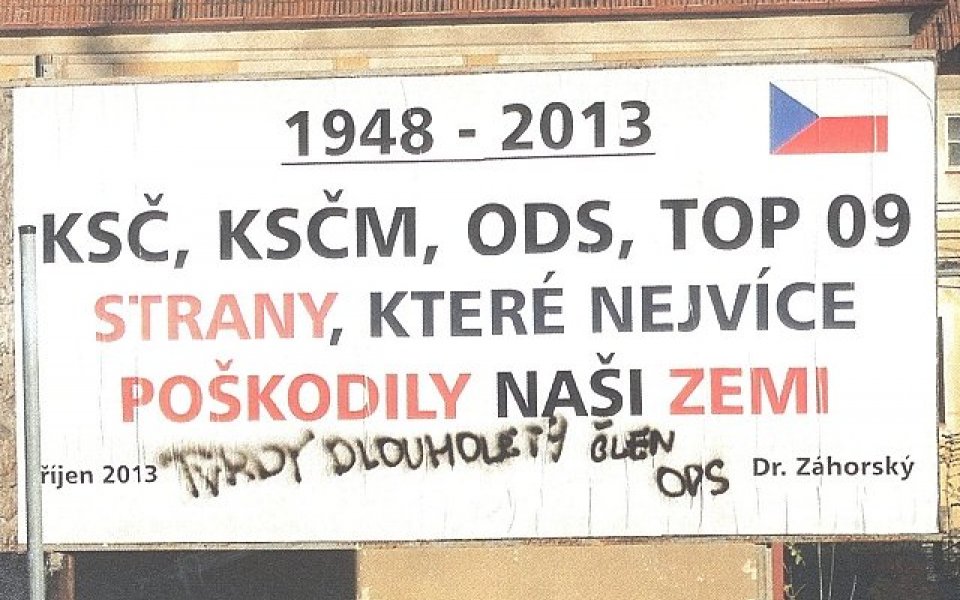 1948 - 2013
KSČ, KSČM, ODS, TOP 09
STRANY, KTERÉ NEJVÍCE
POŠKODILY NAŠI ZEMI
říjen 2013
TVRDÝ DLOUHOLETÝ ČLEN
ODS
Dr. Záhorský